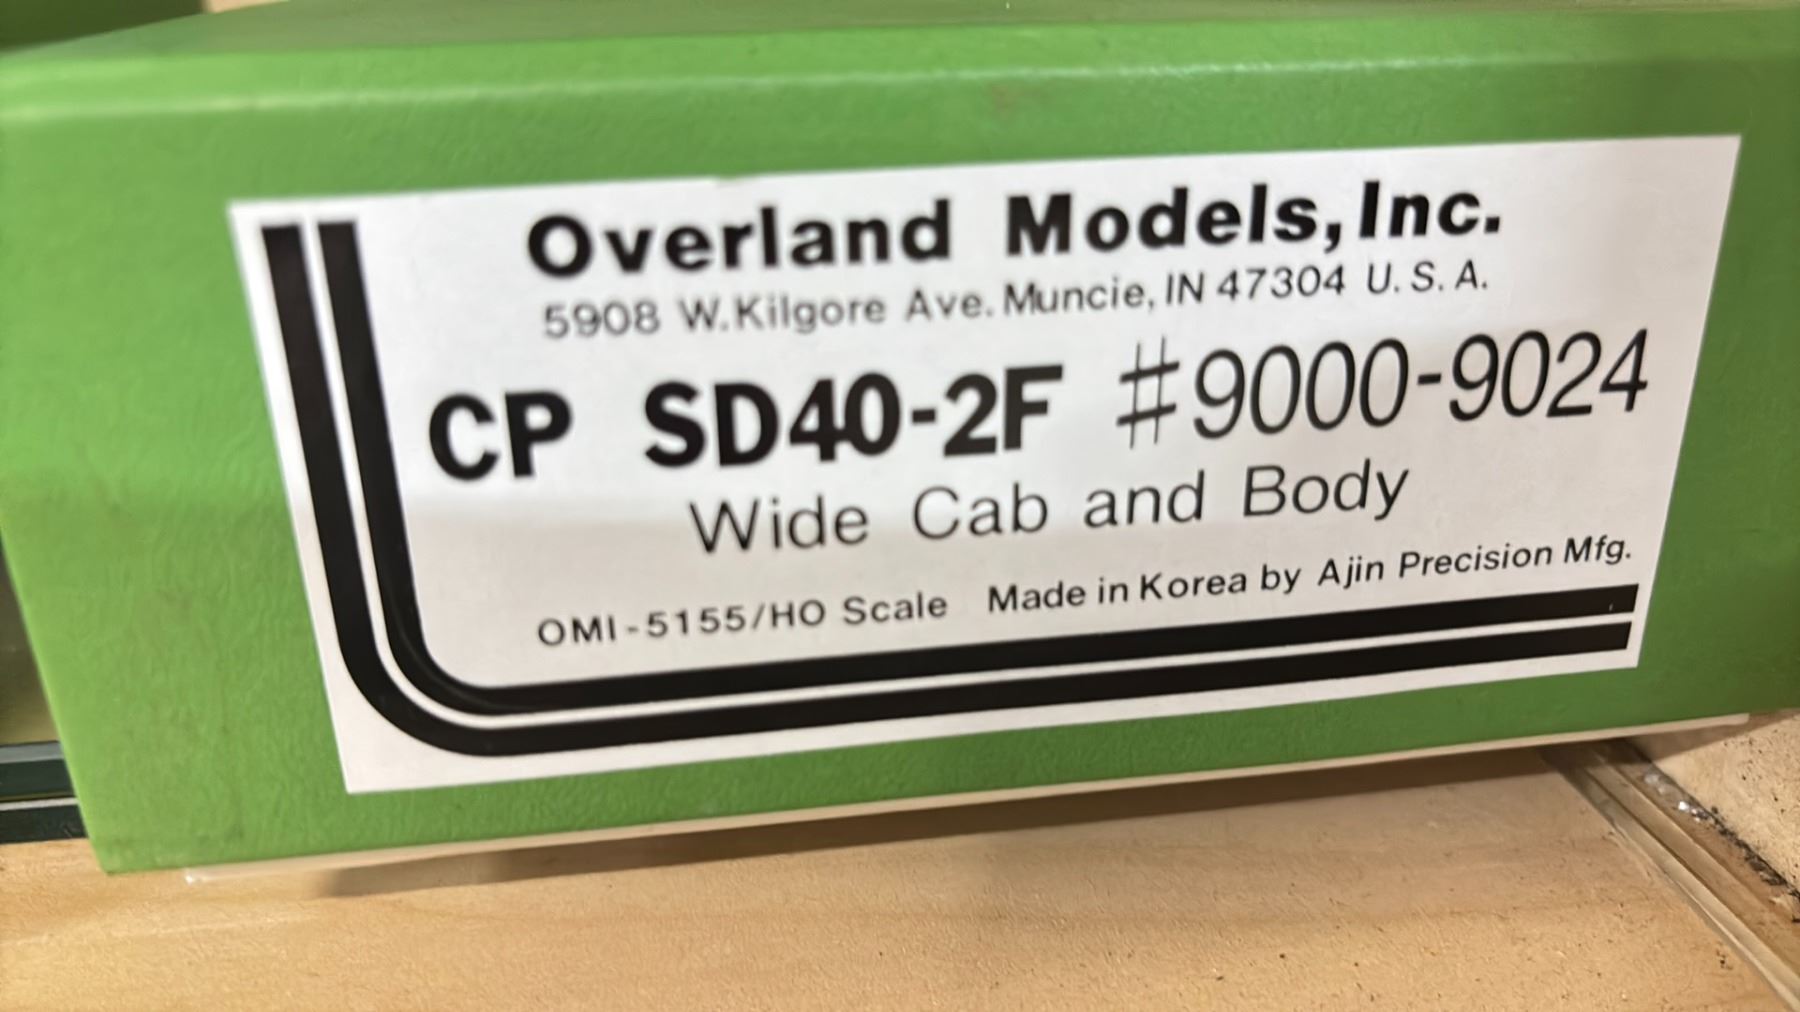 Overland Models, Inc.
5908 W. Kilgore Ave. Muncie, IN 47304 U. S. A.
CP SD40-2F #9000-9024
Wide Cab and Body
OMI-5155/HO Scale Made in Korea by Ajin Precision Mfg.